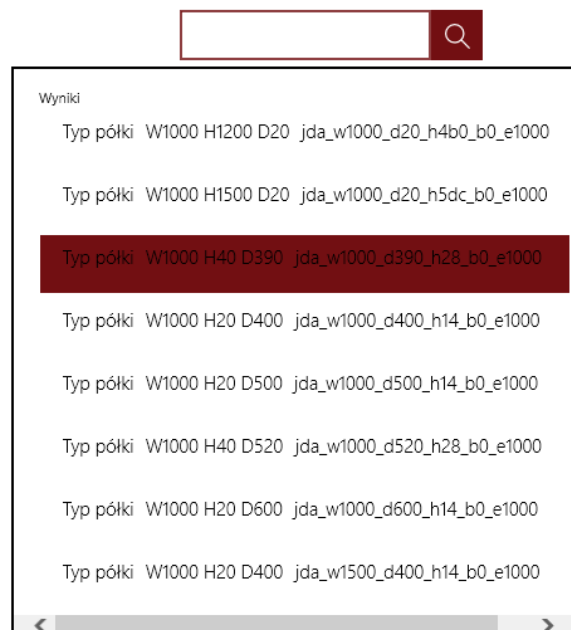 Wyniki
Typ półki W1000 H1200 D20 jda_w1000_d20_h4b0_b0_e1000
Typ półki W1000 H1500 D20 jda_w1000_d20_h5dc_b0_e1000
Typ półki W1000 H40 D390 jda_w1000_d390_h28_b0_e1000
Typ półki W1000 H20 D400 jda_w1000_d400_h14_b0_e1000
Typ półki W1000 H20 D500 jda_w1000_d500_h14_b0_e1000
Typ półki W1000 H40 D520 jda_w1000_d520_h28_b0_e1000
Typ półki W1000 H20 D600 jda_w1000_d600_h14_b0_e1000
Typ półki W1000 H20 D400 jda_w1500_d400_h14_b0_e1000